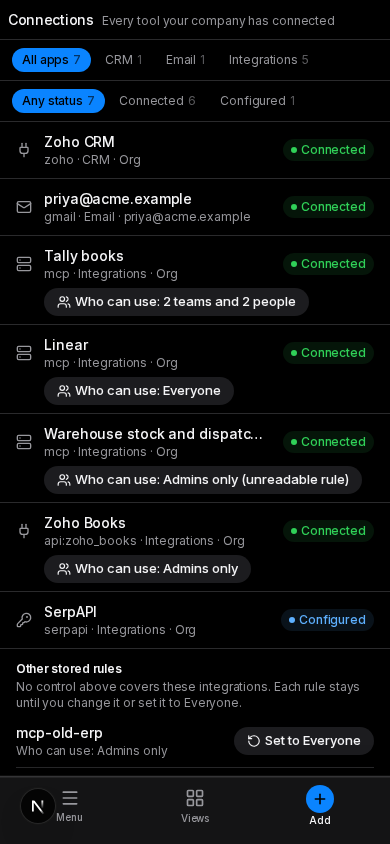 Connections Every tool your company has connected
All apps 7 CRM 1 Email 1 Integrations 5
Any status 7 Connected 6 Configured 1
Zoho CRM
zoho · CRM · Org
Connected
priya@acme.example
gmail · Email · priya@acme.example
Connected
Tally books
mcp · Integrations · Org
Connected
Who can use: 2 teams and 2 people
Linear
mcp · Integrations · Org
Connected
Who can use: Everyone
Warehouse stock and dispatc...
mcp · Integrations · Org
Connected
Who can use: Admins only (unreadable rule)
Zoho Books
api:zoho_books · Integrations · Org
Connected
Who can use: Admins only
SerpAPI
serpapi · Integrations · Org
Configured
Other stored rules
No control above covers these integrations. Each rule stays
until you change it or set it to Everyone.
mcp-old-erp
Who can use: Admins only
Set to Everyone
N
Menu Views Add